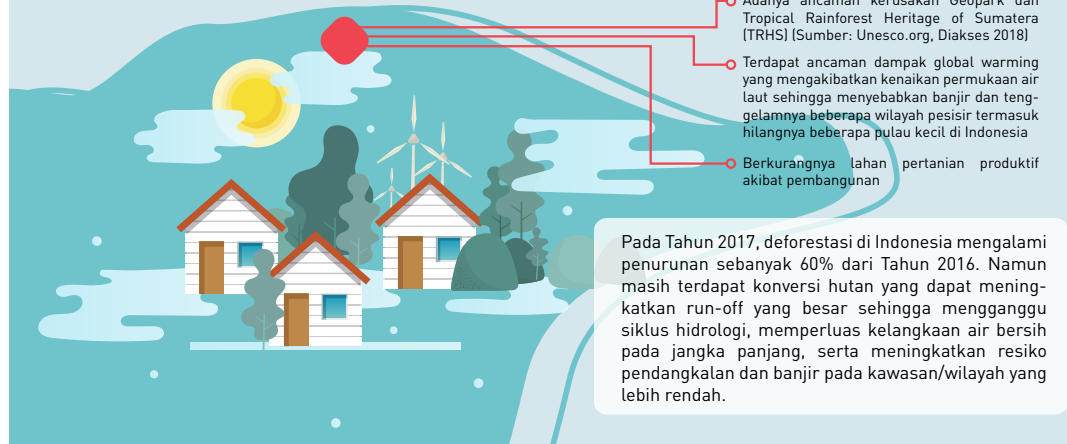 Adanya ancaman kerusakan Geopark dan
Tropical Rainforest Heritage of Sumatera
(TRHS) (Sumber: Unesco.org, Diakses 2018)
Terdapat ancaman dampak global warming
yang mengakibatkan kenaikan permukaan air
laut sehingga menyebabkan banjir dan teng-
gelamnya beberapa wilayah pesisir termasuk
hilangnya beberapa pulau kecil di Indonesia
Berkurangnya lahan pertanian produktif
akibat pembangunan
Pada Tahun 2017, deforestasi di Indonesia mengalami
penurunan sebanyak 60% dari Tahun 2016. Namun
masih terdapat konversi hutan yang dapat mening-
katkan run-off yang besar sehingga mengganggu
siklus hidrologi, memperluas kelangkaan air bersih
pada jangka panjang, serta meningkatkan resiko
pendangkalan dan banjir pada kawasan/wilayah yang
lebih rendah.